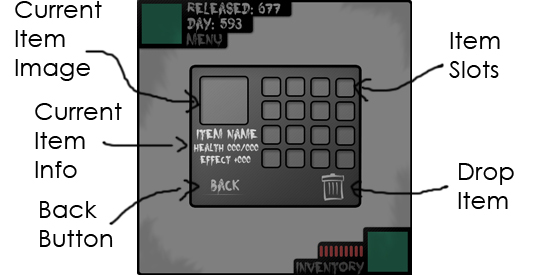 Current
Item
Image
RELEASED: 677
DAY: 593
MENU
Item
Slots
Current
Item
Info
ITEM NAME
HEALTH 000/000
EFFECT +000
BACK
Back
Button
Drop
Item
INVENTORY